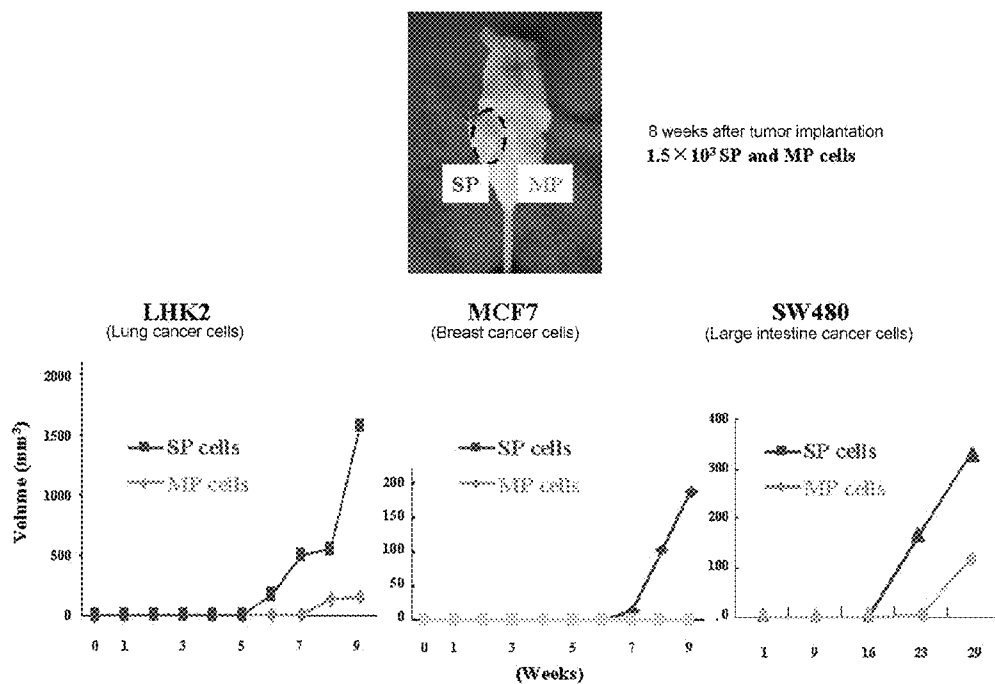 8 weeks after tumor implantation
1.5×10³ SP and MP cells
SP MP
LHK2
(Lung cancer cells)
MCF7
(Breast cancer cells)
SW480
(Large intestine cancer cells)
Volume (mm³)
2000
1500
1000
500
0
SP cells
MP cells
0 1 3 5 7 9
200
150
100
50
0
SP cells
MP cells
0 1 3 5 7 9
(Weeks)
400
300
200
100
0
SP cells
MP cells
1 9 16 23 29